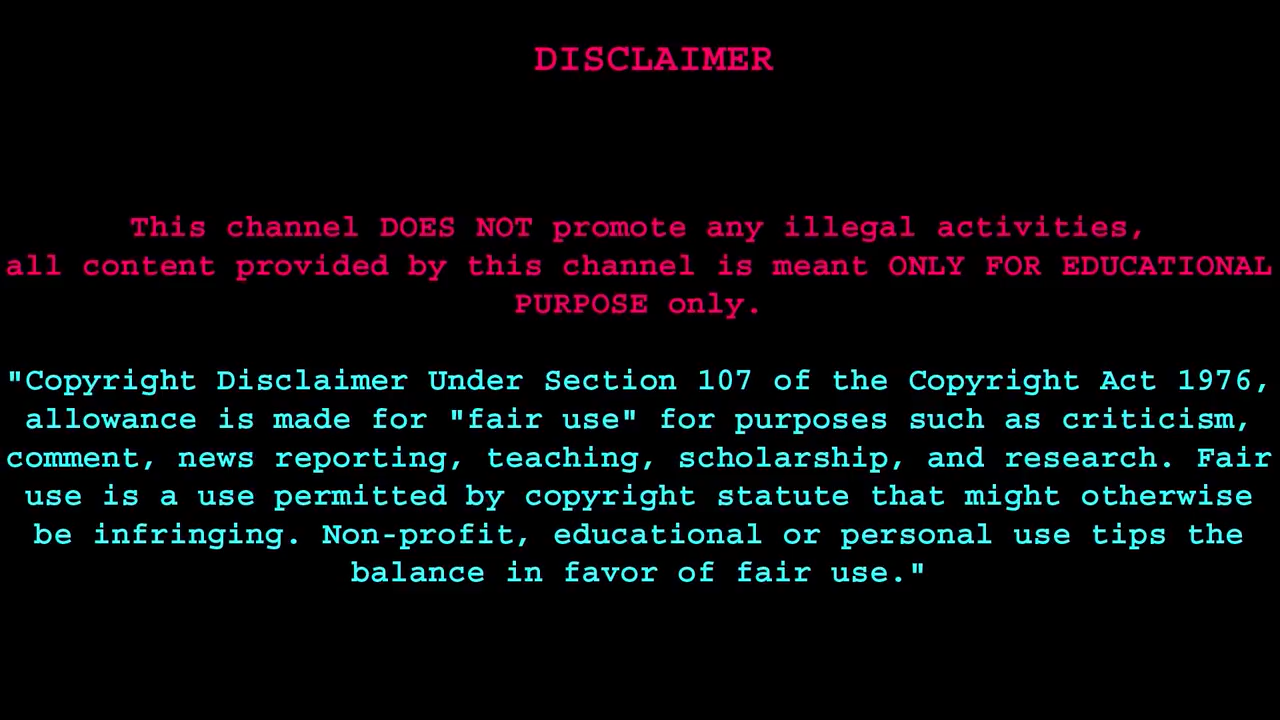 DISCLAIMER
This channel DOES NOT promote any illegal activities,
all content provided by this channel is meant ONLY FOR EDUCATIONAL
PURPOSE only.
"Copyright Disclaimer Under Section 107 of the Copyright Act 1976,
allowance is made for "fair use" for purposes such as criticism,
comment, news reporting, teaching, scholarship, and research. Fair
use is a use permitted by copyright statute that might otherwise
be infringing. Non-profit, educational or personal use tips the
balance in favor of fair use."